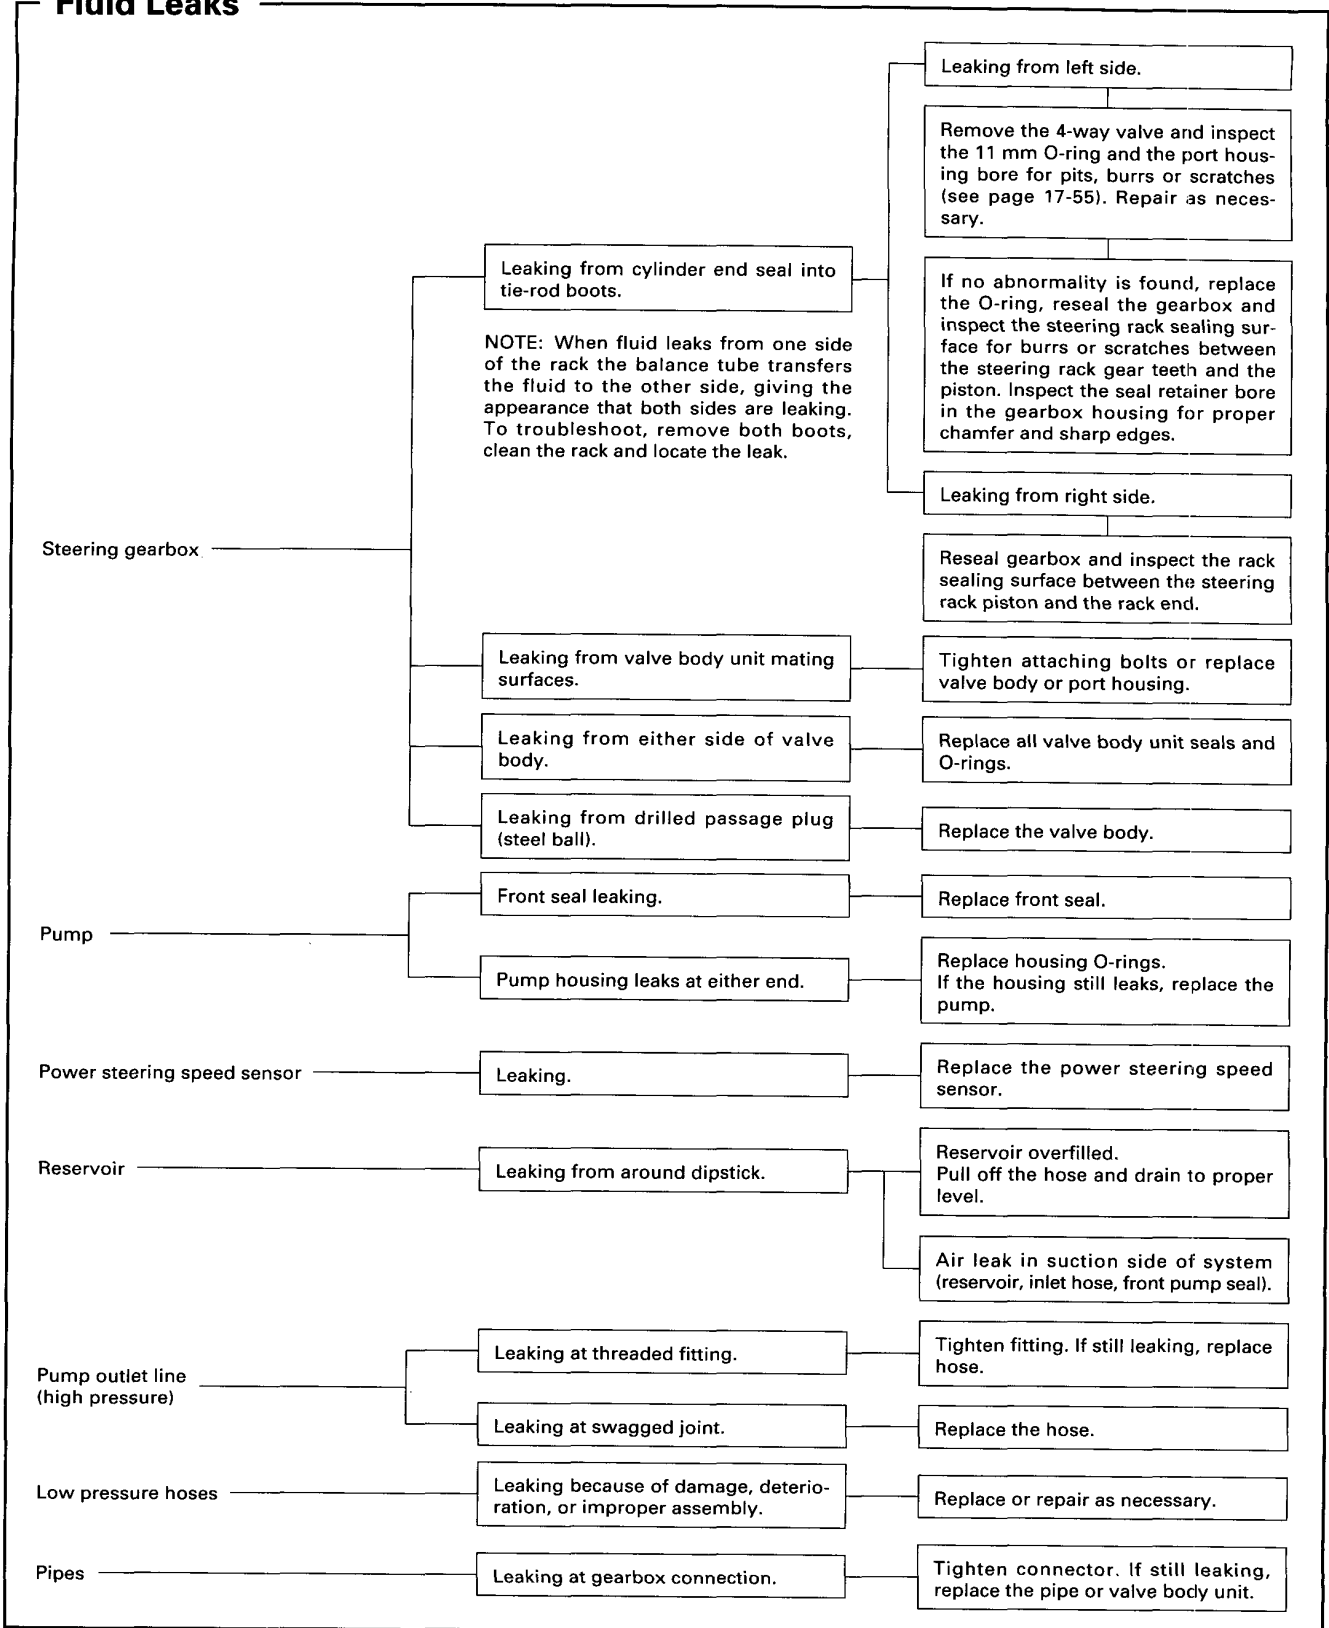 Fluid Leaks
Steering gearbox
Leaking from cylinder end seal into
tie-rod boots.
NOTE: When fluid leaks from one side
of the rack the balance tube transfers
the fluid to the other side, giving the
appearance that both sides are leaking.
To troubleshoot, remove both boots,
clean the rack and locate the leak.
Leaking from left side.
Remove the 4-way valve and inspect
the 11 mm O-ring and the port hous-
ing bore for pits, burrs or scratches
(see page 17-55). Repair as neces-
sary.
If no abnormality is found, replace
the O-ring, reseal the gearbox and
inspect the steering rack sealing sur-
face for burrs or scratches between
the steering rack gear teeth and the
piston. Inspect the seal retainer bore
in the gearbox housing for proper
chamfer and sharp edges.
Leaking from right side.
Reseal gearbox and inspect the rack
sealing surface between the steering
rack piston and the rack end.
Leaking from valve body unit mating
surfaces.
Tighten attaching bolts or replace
valve body or port housing.
Leaking from either side of valve
body.
Replace all valve body unit seals and
O-rings.
Leaking from drilled passage plug
(steel ball).
Replace the valve body.
Pump
Front seal leaking.
Replace front seal.
Pump housing leaks at either end.
Replace housing O-rings.
If the housing still leaks, replace the
pump.
Power steering speed sensor
Leaking.
Replace the power steering speed
sensor.
Reservoir
Leaking from around dipstick.
Reservoir overfilled.
Pull off the hose and drain to proper
level.
Air leak in suction side of system
(reservoir, inlet hose, front pump seal).
Pump outlet line
(high pressure)
Leaking at threaded fitting.
Tighten fitting. If still leaking, replace
hose.
Leaking at swagged joint.
Replace the hose.
Low pressure hoses
Leaking because of damage, deterio-
ration, or improper assembly.
Replace or repair as necessary.
Pipes
Leaking at gearbox connection.
Tighten connector. If still leaking,
replace the pipe or valve body unit.